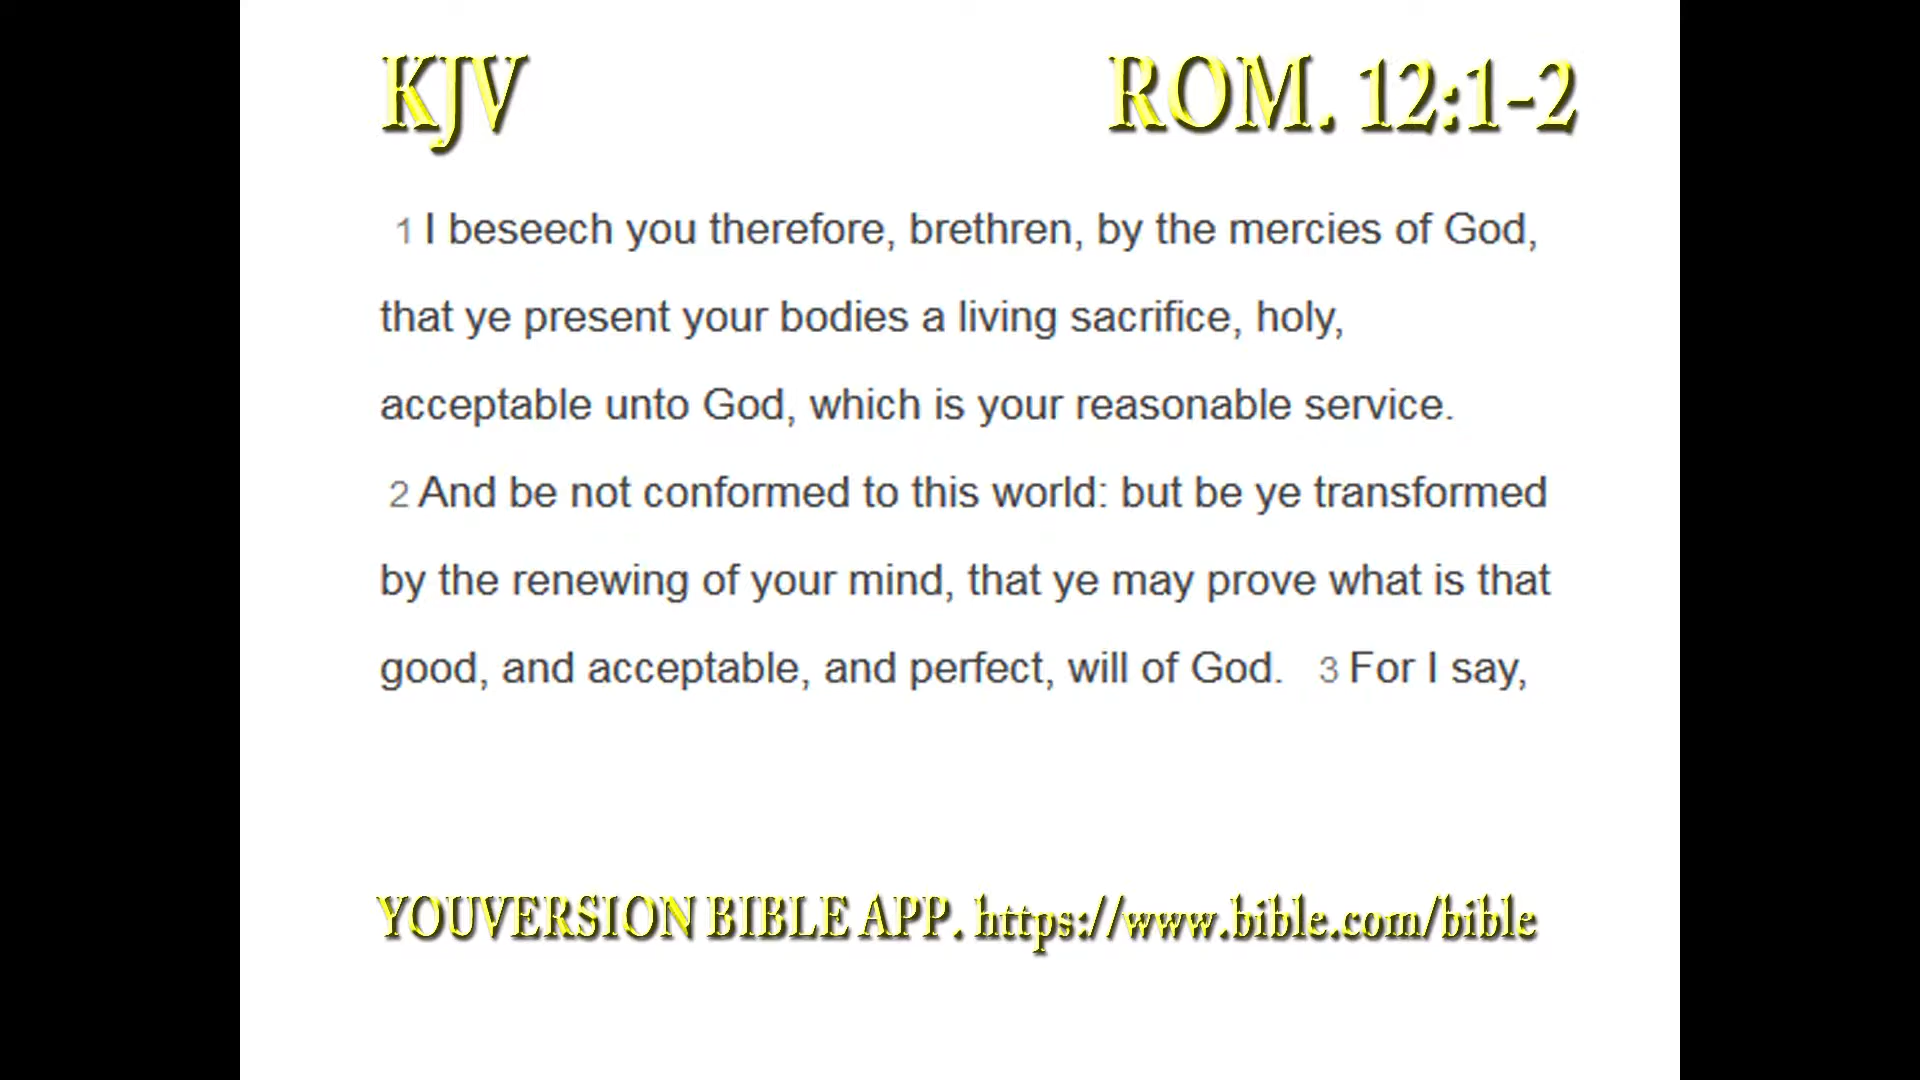 KJV ROM. 12:1-2
1 I beseech you therefore, brethren, by the mercies of God,
that ye present your bodies a living sacrifice, holy,
acceptable unto God, which is your reasonable service.
2 And be not conformed to this world: but be ye transformed
by the renewing of your mind, that ye may prove what is that
good, and acceptable, and perfect, will of God. 3 For I say,
YOUVERSION BIBLE APP. https://www.bible.com/bible